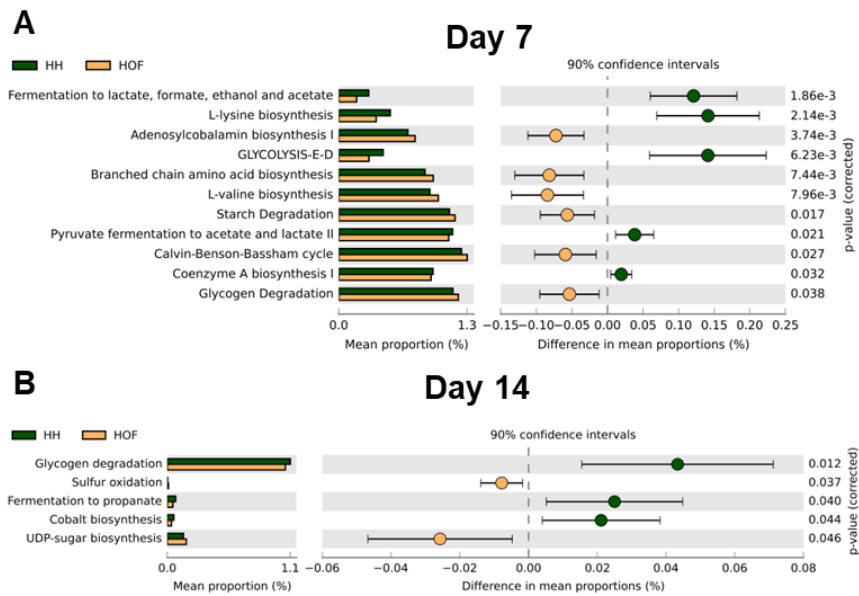 A
Day 7
HH
HOF
90% confidence intervals
Fermentation to lactate, formate, ethanol and acetate
1.86e-3
L-lysine biosynthesis
2.14e-3
Adenosylcobalamin biosynthesis I
3.74e-3
GLYCOLYSIS-E-D
6.23e-3
Branched chain amino acid biosynthesis
7.44e-3
L-valine biosynthesis
7.96e-3
Starch Degradation
0.017
Pyruvate fermentation to acetate and lactate II
0.021
Calvin-Benson-Bassham cycle
0.027
Coenzyme A biosynthesis I
0.032
Glycogen Degradation
0.038
p-value (corrected)
0.0
1.3
−0.15
−0.10
−0.05
0.00
0.05
0.10
0.15
0.20
0.25
Mean proportion (%)
Difference in mean proportions (%)
B
Day 14
HH
HOF
90% confidence intervals
Glycogen degradation
0.012
Sulfur oxidation
0.037
Fermentation to propanate
0.040
Cobalt biosynthesis
0.044
UDP-sugar biosynthesis
0.046
p-value (corrected)
0.0
1.1
−0.06
−0.04
−0.02
0.00
0.02
0.04
0.06
0.08
Mean proportion (%)
Difference in mean proportions (%)